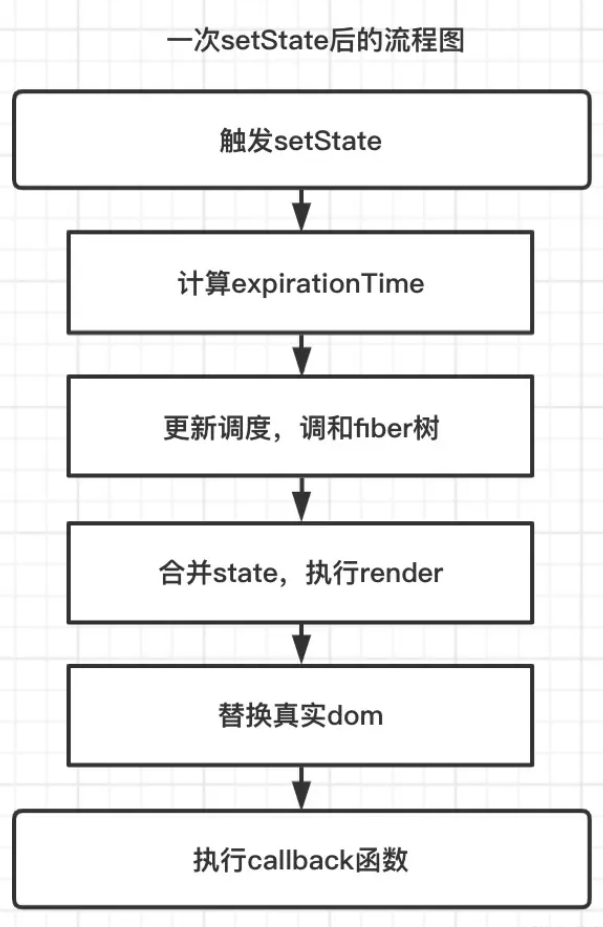 一次setState后的流程图
触发setState
计算expirationTime
更新调度，调和fiber树
合并state，执行render
替换真实dom
执行callback函数